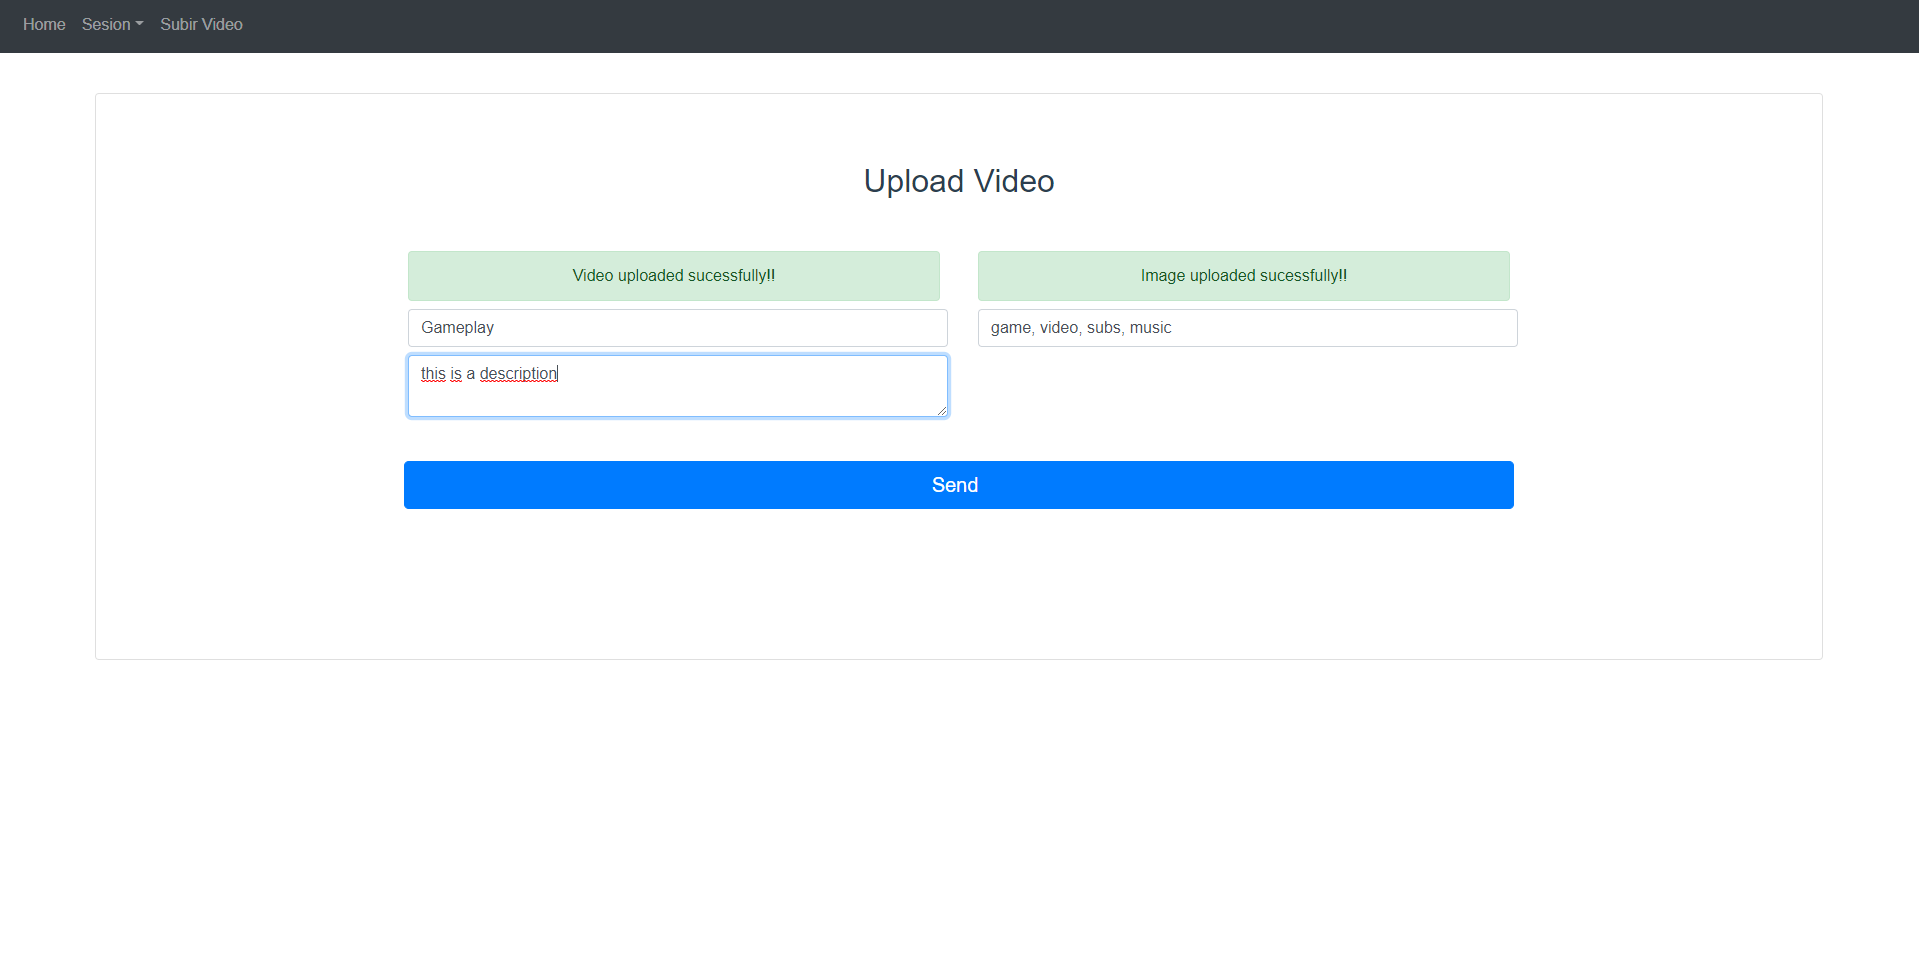 Home Sesion Subir Video
Upload Video
Video uploaded sucessfully!!
Image uploaded sucessfully!!
Gameplay
game, video, subs, music
this is a description
Send